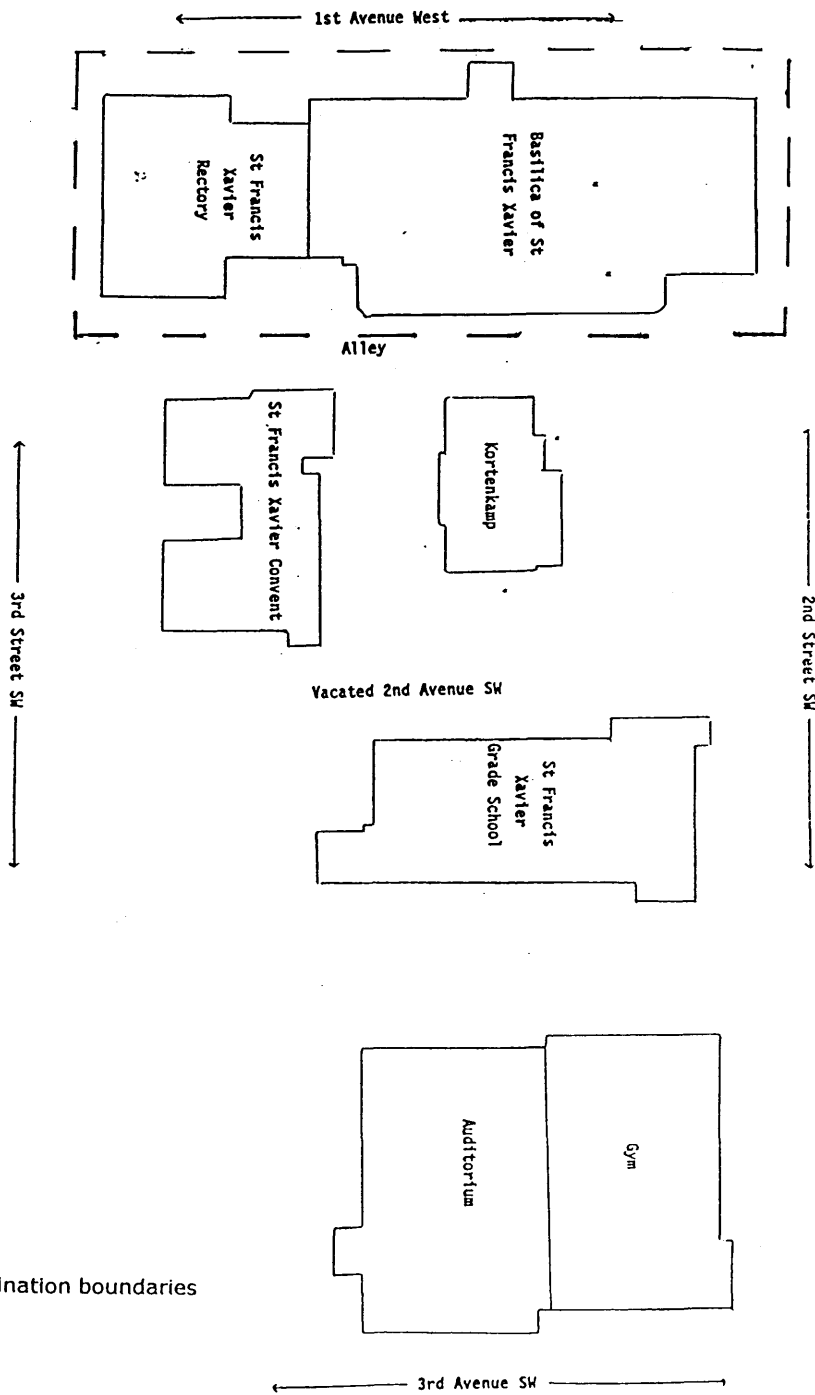 1st Avenue West
Basilica of St
Francis Xavier
St Francis
Xavier
Rectory
Alley
St Francis Xavier Convent
Kortenkamp
3rd Street SW
2nd Street SW
Vacated 2nd Avenue SW
St Francis
Xavier
Grade School
Auditorium
Gym
ination boundaries
3rd Avenue SW